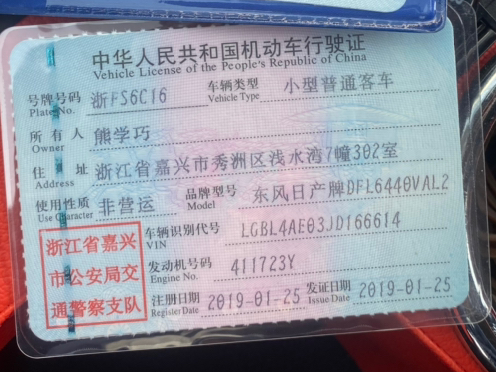 中华人民共和国机动车行驶证
Vehicle License of the People's Republic of China
号牌号码 浙FS6C16 车辆类型 小型普通客车
Plate No. Vehicle Type
所有人 熊学巧
Owner
住址 浙江省嘉兴市秀洲区浅水湾7幢302室
Address
使用性质 非营运 品牌型号 东风日产牌DFL6440VAL2
Use Character Model
浙江省嘉兴
市公安局交
通警察支队
车辆识别代号 LGBL4AE03JD166614
VIN
发动机号码 411723Y
Engine No.
注册日期 2019-01-25 发证日期 2019-01-25
Register Date Issue Date